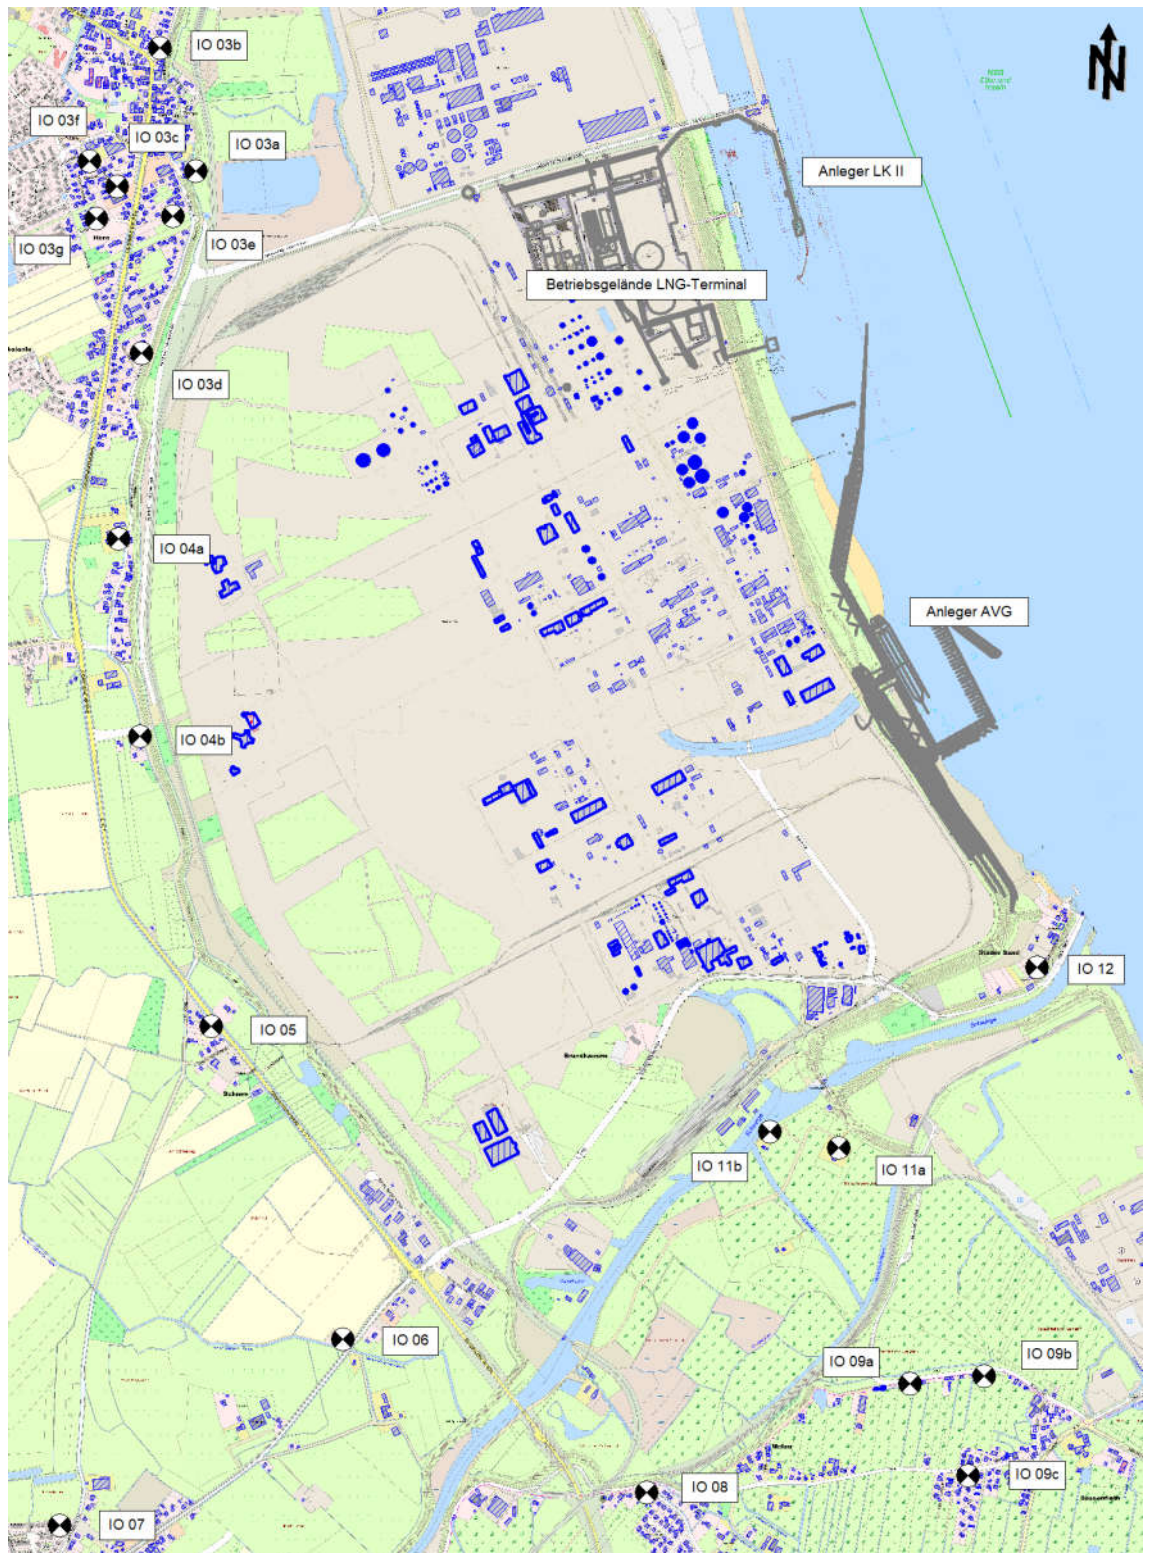 IO 03b
N
IO 03f
IO 03c
IO 03a
Anleger LK II
IO 03g
IO 03e
Betriebsgelände LNG-Terminal
IO 03d
IO 04a
Anleger AVG
IO 04b
IO 12
IO 05
IO 11b
IO 11a
IO 06
IO 09a
IO 09b
IO 09c
IO 08
IO 07